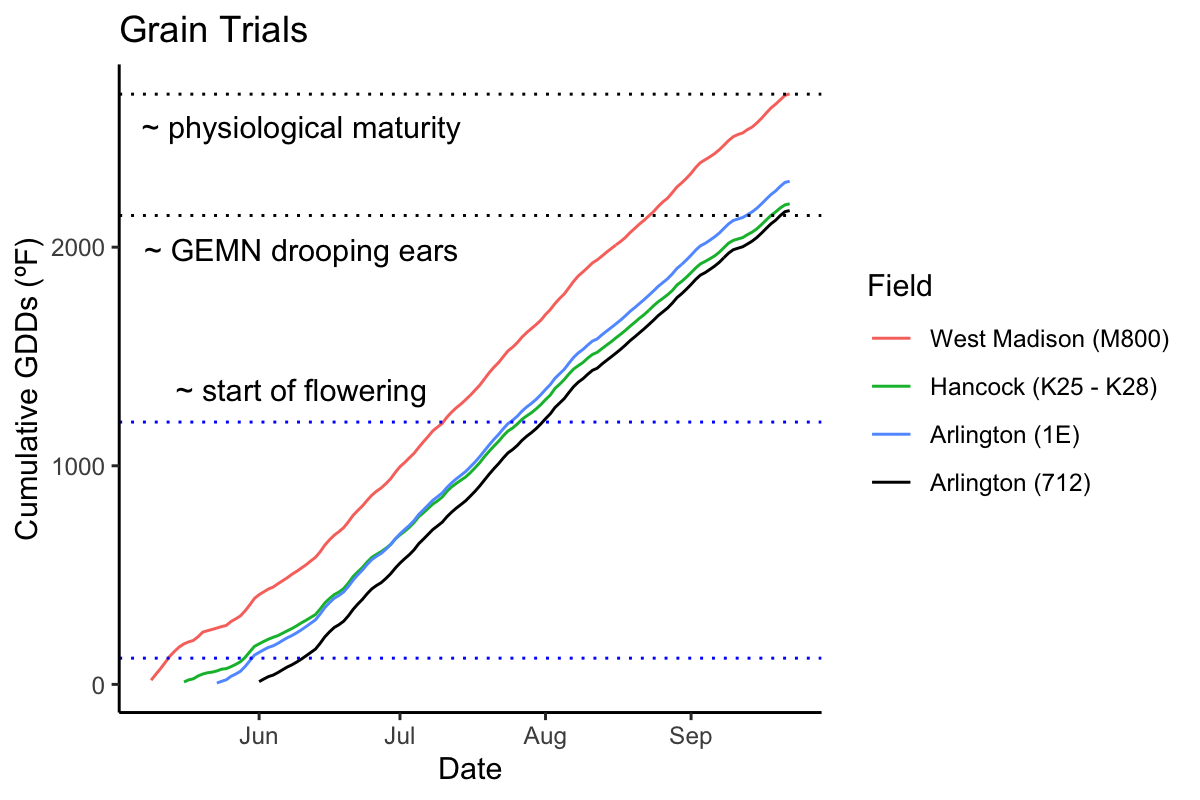 Grain Trials
~ physiological maturity
~ GEMN drooping ears
~ start of flowering
Cumulative GDDs (ºF)
2000
1000
0
Jun Jul Aug Sep
Date
Field
West Madison (M800)
Hancock (K25 - K28)
Arlington (1E)
Arlington (712)